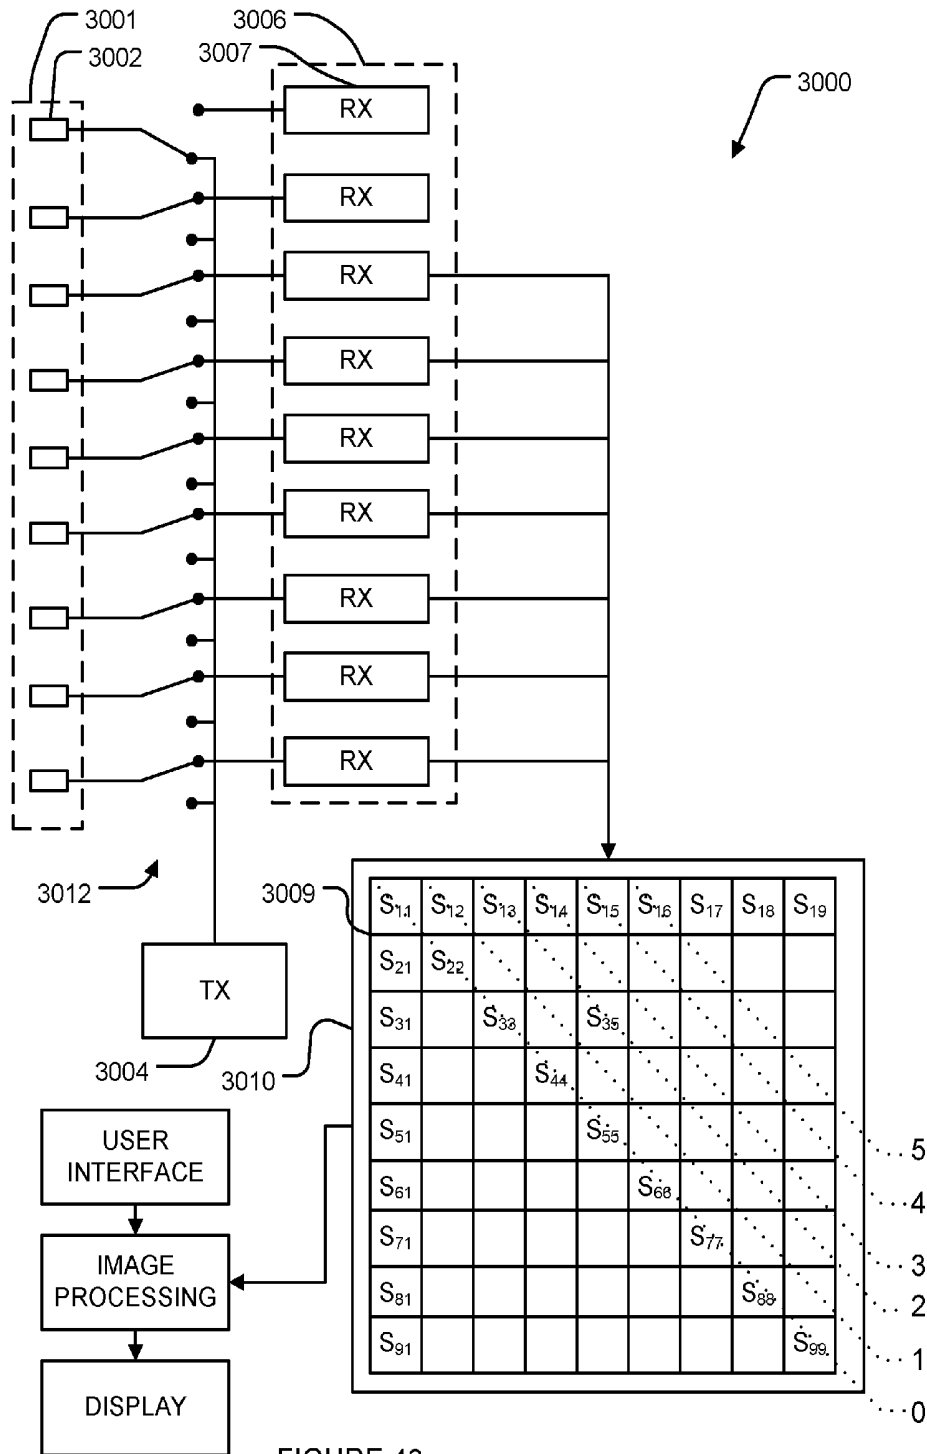 3001
3002
3006
3007
3000
RX
RX
RX
RX
RX
RX
RX
RX
RX
3012
TX
3004
3009
3010
S11 S12 S13 S14 S15 S16 S17 S18 S19
S21 S22
S31 S33 S35
S41 S44
S51 S55
S61 S66
S71 S77
S81 S88
S91 S99
5
4
3
2
1
0
USER
INTERFACE
IMAGE
PROCESSING
DISPLAY
FIGURE